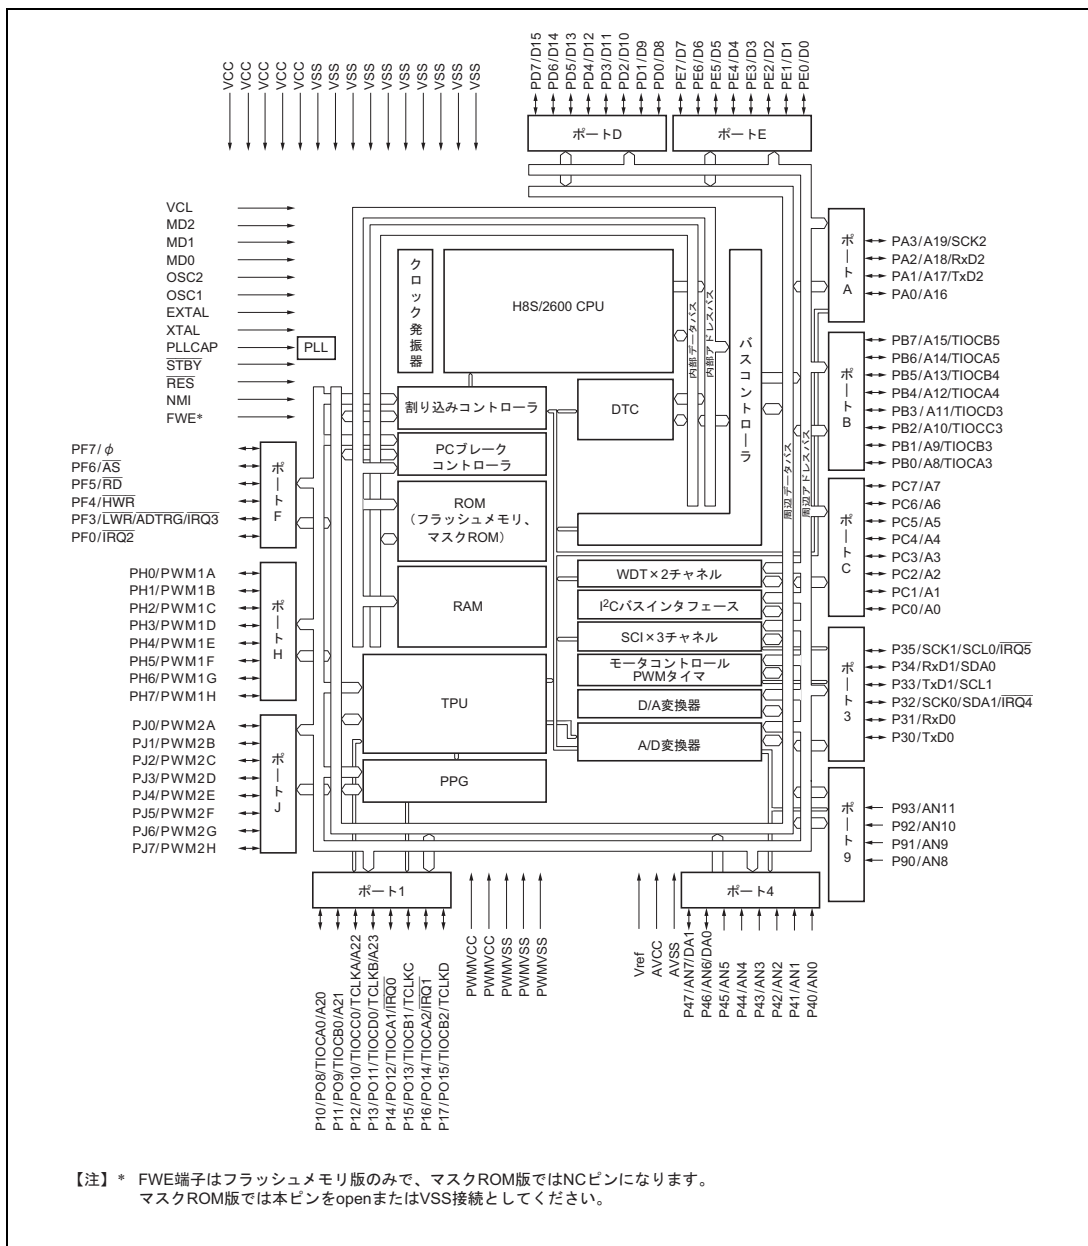 VCC
VCC
VCC
VCC
VCC
VSS
VSS
VSS
VSS
VSS
VSS
VSS
VSS
VSS
VSS
PD7/D15
PD6/D14
PD5/D13
PD4/D12
PD3/D11
PD2/D10
PD1/D9
PD0/D8
PE7/D7
PE6/D6
PE5/D5
PE4/D4
PE3/D3
PE2/D2
PE1/D1
PE0/D0
ポートD
ポートE
VCL
MD2
MD1
MD0
OSC2
OSC1
EXTAL
XTAL
PLLCAP
STBY
RES
NMI
FWE*
PLL
クロック発振器
H8S/2600 CPU
内部データバス
内部アドレスバス
バスコントローラ
DTC
割り込みコントローラ
PCブレーク
コントローラ
ROM
(フラッシュメモリ、
マスクROM)
RAM
TPU
PPG
WDT×2チャネル
I²Cバスインタフェース
SCI×3チャネル
モータコントロール
PWMタイマ
D/A変換器
A/D変換器
周辺データバス
周辺アドレスバス
ポートA
PA3/A19/SCK2
PA2/A18/RxD2
PA1/A17/TxD2
PA0/A16
ポートB
PB7/A15/TIOCB5
PB6/A14/TIOCA5
PB5/A13/TIOCB4
PB4/A12/TIOCA4
PB3/A11/TIOCD3
PB2/A10/TIOCC3
PB1/A9/TIOCB3
PB0/A8/TIOCA3
ポートC
PC7/A7
PC6/A6
PC5/A5
PC4/A4
PC3/A3
PC2/A2
PC1/A1
PC0/A0
ポート3
P35/SCK1/SCL0/IRQ5
P34/RxD1/SDA0
P33/TxD1/SCL1
P32/SCK0/SDA1/IRQ4
P31/RxD0
P30/TxD0
ポート9
P93/AN11
P92/AN10
P91/AN9
P90/AN8
PF7/φ
PF6/AS
PF5/RD
PF4/HWR
PF3/LWR/ADTRG/IRQ3
PF0/IRQ2
ポートF
PH0/PWM1A
PH1/PWM1B
PH2/PWM1C
PH3/PWM1D
PH4/PWM1E
PH5/PWM1F
PH6/PWM1G
PH7/PWM1H
ポートH
PJ0/PWM2A
PJ1/PWM2B
PJ2/PWM2C
PJ3/PWM2D
PJ4/PWM2E
PJ5/PWM2F
PJ6/PWM2G
PJ7/PWM2H
ポートJ
ポート1
P10/PO8/TIOCA0/A20
P11/PO9/TIOCB0/A21
P12/PO10/TIOCC0/TCLKA/A22
P13/PO11/TIOCD0/TCLKB/A23
P14/PO12/TIOCA1/IRQ0
P15/PO13/TIOCB1/TCLKC
P16/PO14/TIOCA2/IRQ1
P17/PO15/TIOCB2/TCLKD
PWMVCC
PWMVCC
PWMVSS
PWMVSS
PWMVSS
Vref
AVCC
AVSS
ポート4
P47/AN7/DA1
P46/AN6/DA0
P45/AN5
P44/AN4
P43/AN3
P42/AN2
P41/AN1
P40/AN0
【注】* FWE端子はフラッシュメモリ版のみで、マスクROM版ではNCピンになります。
マスクROM版では本ピンをopenまたはVSS接続としてください。